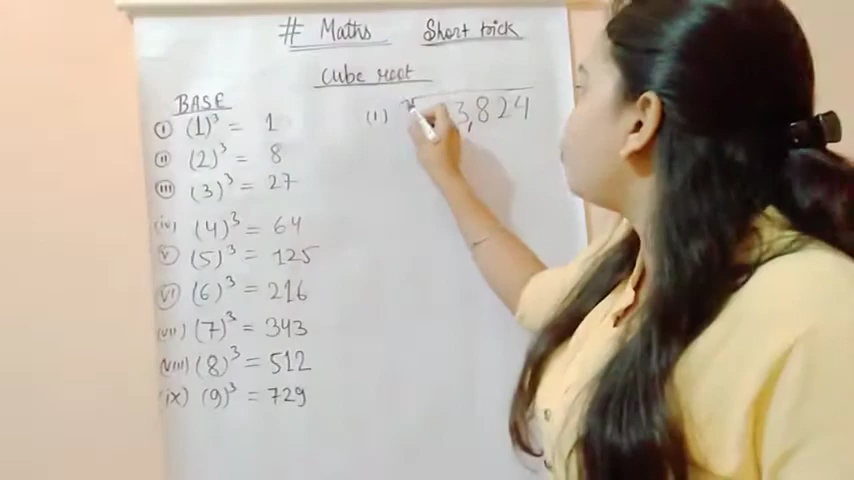 # Maths Short trick
Cube root
BASE
(i) (1)³ = 1
(ii) (2)³ = 8
(iii) (3)³ = 27
(iv) (4)³ = 64
(v) (5)³ = 125
(vi) (6)³ = 216
(vii) (7)³ = 343
(viii) (8)³ = 512
(ix) (9)³ = 729
(1) 3,824